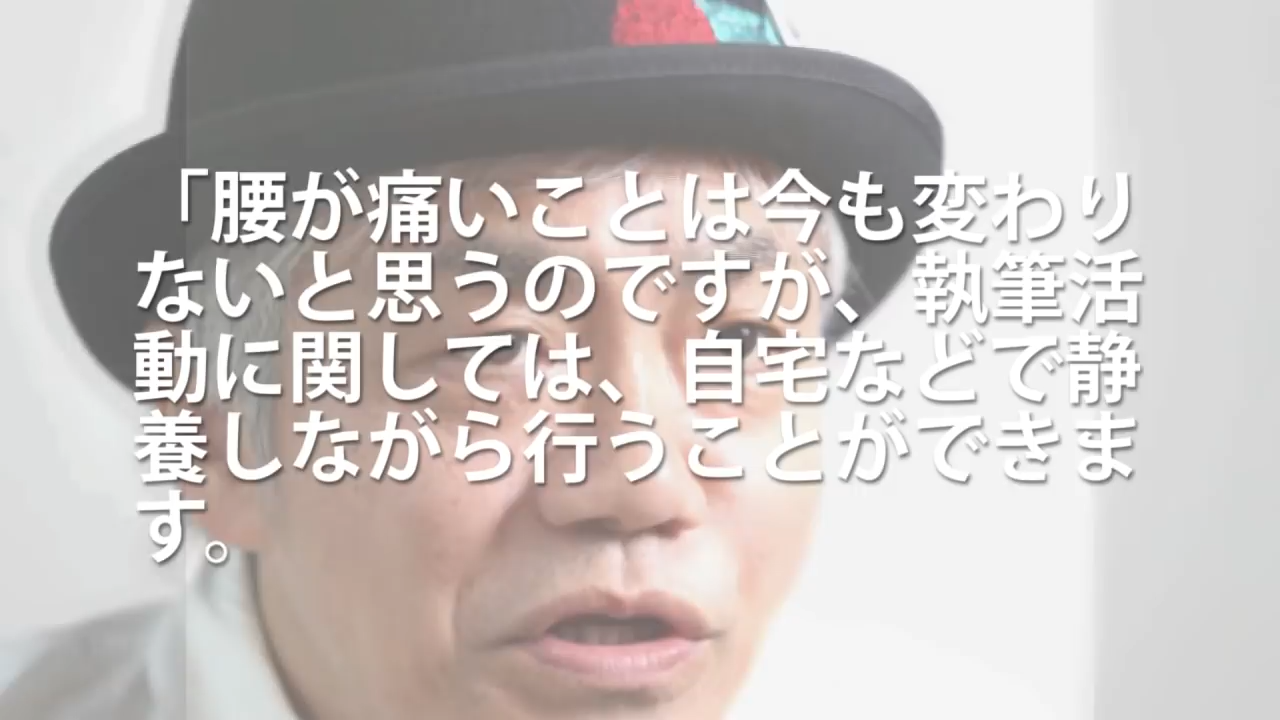 「腰が痛いことは今も変わり
ないと思うのですが、執筆活
動に関しては、自宅などで静
養しながら行うことができま
す。